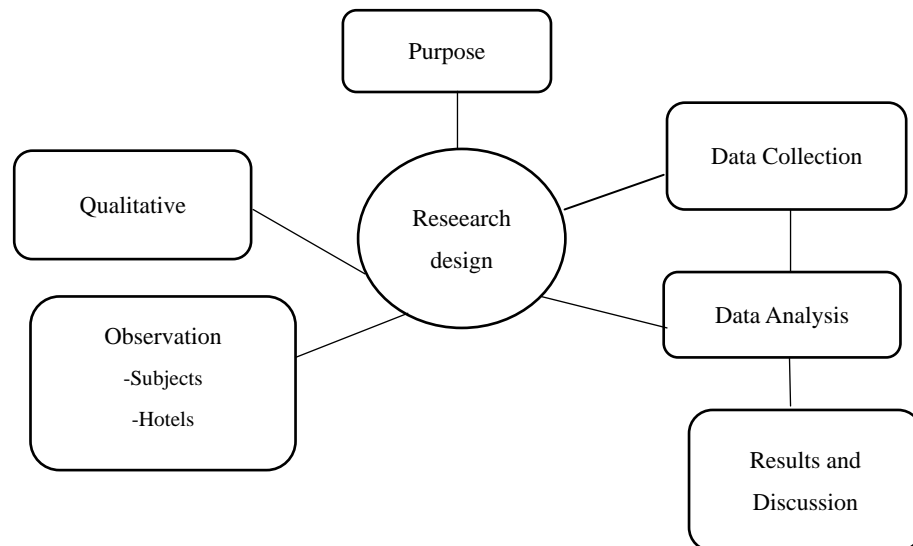 Purpose
Data Collection
Qualitative
Reseearch
design
Observation
-Subjects
-Hotels
Data Analysis
Results and
Discussion